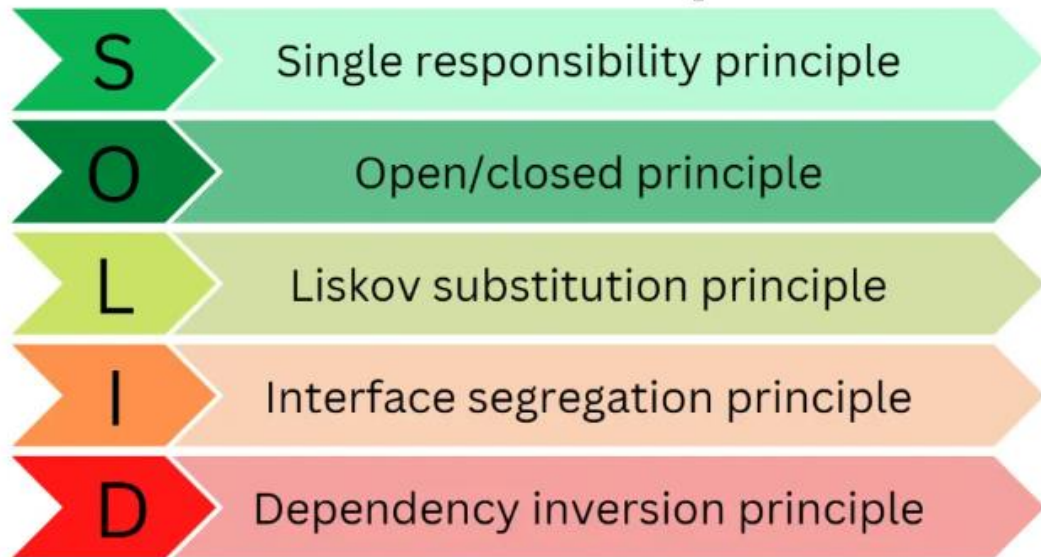 S Single responsibility principle
O Open/closed principle
L Liskov substitution principle
I Interface segregation principle
D Dependency inversion principle